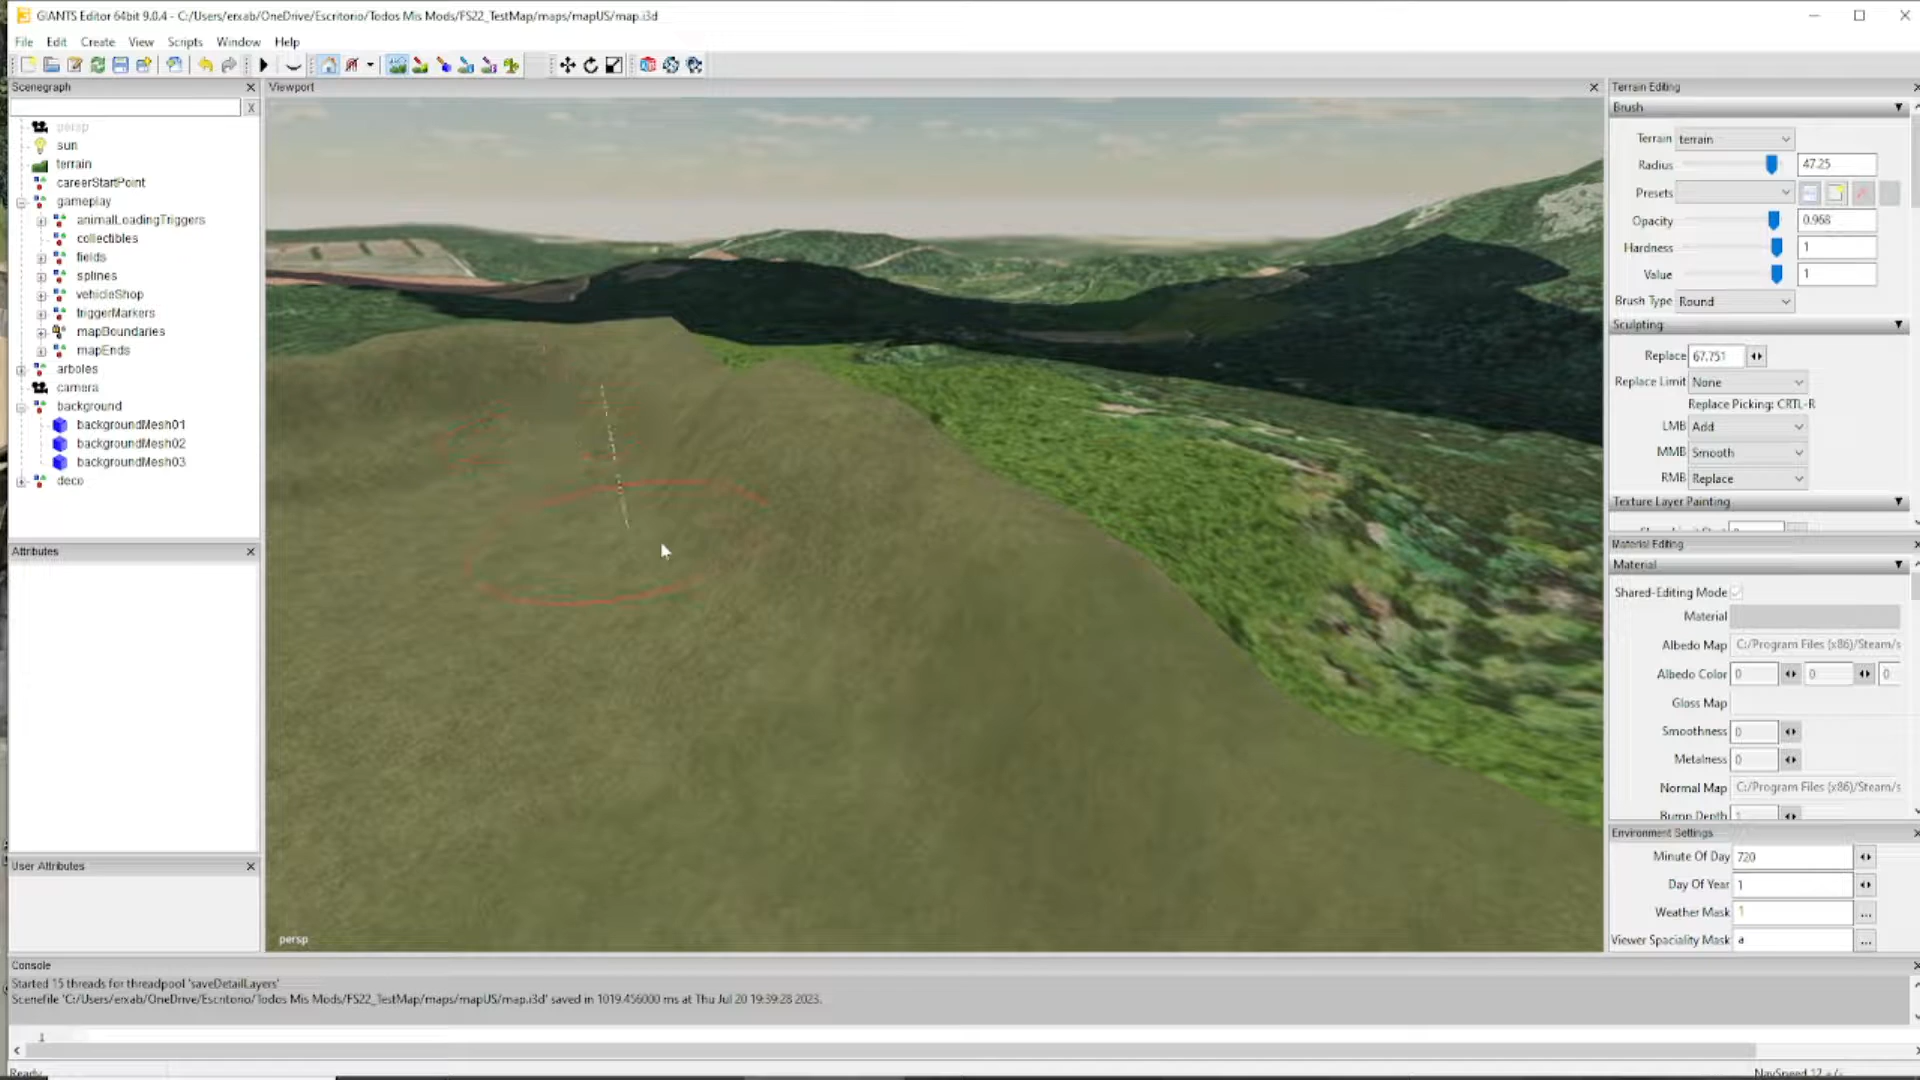 GIANTS Editor 64bit 9.0.4 - C:/Users/erxab/OneDrive/Escritorio/Todos Mis Mods/FS22_TestMap/maps/mapUS/map.i3d
File Edit Create View Scripts Window Help
Scenegraph
X
persp
sun
terrain
careerStartPoint
gameplay
animalLoadingTriggers
collectibles
fields
splines
vehicleShop
triggerMarkers
mapBoundaries
mapEnds
arboles
camera
background
backgroundMesh01
backgroundMesh02
backgroundMesh03
deco
Attributes
User Attributes
Viewport
persp
Terrain Editing
Brush
Terrain terrain
Radius 47.25
Presets
Opacity 0.968
Hardness 1
Value 1
Brush Type Round
Sculpting
Replace 67.751
Replace Limit None
Replace Picking: CRTL-R
LMB Add
MMB Smooth
RMB Replace
Texture Layer Painting
Material Editing
Material
Shared-Editing Mode
Material
Albedo Map C:/Program Files (x86)/Steam/s
Albedo Color 0 0 0
Gloss Map
Smoothness 0
Metalness 0
Normal Map C:/Program Files (x86)/Steam/s
Bump Depth 1
Environment Settings
Minute Of Day 720
Day Of Year 1
Weather Mask 1 ...
Viewer Spaciality Mask a ...
Console
Started 15 threads for threadpool 'saveDetailLayers'
Scenefile 'C:/Users/erxab/OneDrive/Escritorio/Todos Mis Mods/FS22_TestMap/maps/mapUS/map.i3d' saved in 1019.456000 ms at Thu Jul 20 19:39:28 2023.
1
Ready
NavSpeed 12 +/-